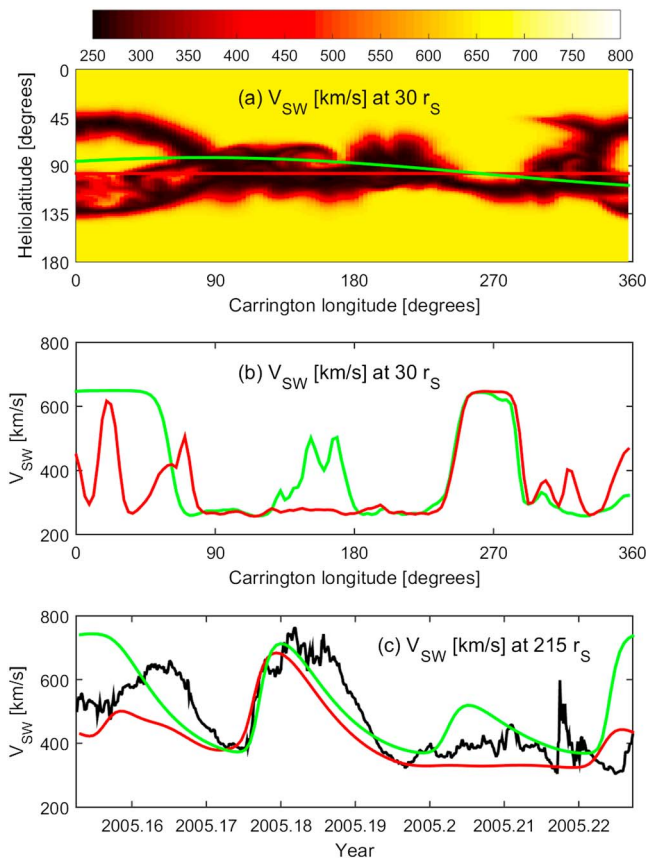 250 300 350 400 450 500 550 600 650 700 750 800
(a) V_SW [km/s] at 30 r_S
Heliolatitude [degrees]
0
45
90
135
180
0 90 180 270 360
Carrington longitude [degrees]
(b) V_SW [km/s] at 30 r_S
V_SW [km/s]
800
600
400
200
0 90 180 270 360
Carrington longitude [degrees]
(c) V_SW [km/s] at 215 r_S
V_SW [km/s]
800
600
400
200
2005.16 2005.17 2005.18 2005.19 2005.2 2005.21 2005.22
Year